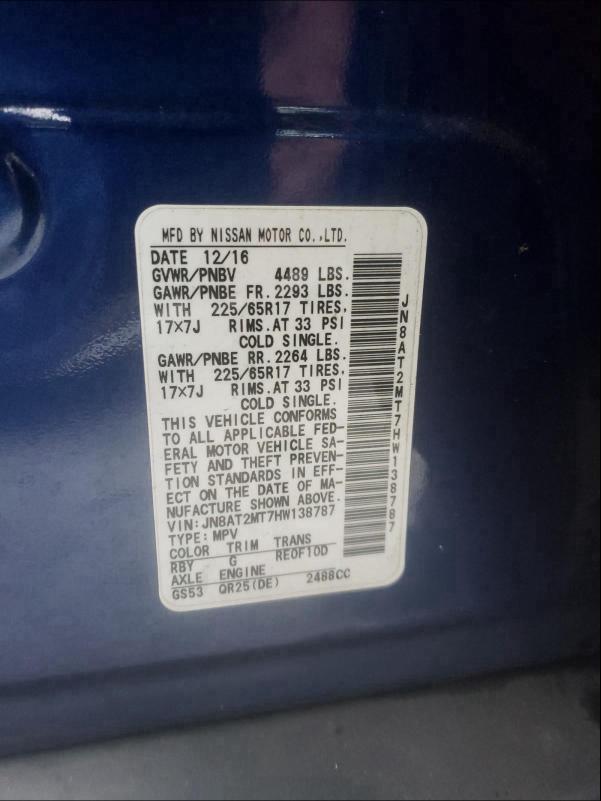 MFD BY NISSAN MOTOR CO.,LTD.
DATE 12/16
GVWR/PNBV 4489 LBS.
GAWR/PNBE FR. 2293 LBS.
WITH 225/65R17 TIRES,
17×7J RIMS.AT 33 PSI
COLD SINGLE.
GAWR/PNBE RR. 2264 LBS.
WITH 225/65R17 TIRES,
17×7J RIMS.AT 33 PSI
COLD SINGLE.
THIS VEHICLE CONFORMS
TO ALL APPLICABLE FED-
ERAL MOTOR VEHICLE SA-
FETY AND THEFT PREVEN-
TION STANDARDS IN EFF-
ECT ON THE DATE OF MA-
NUFACTURE SHOWN ABOVE.
VIN:JN8AT2MT7HW138787
TYPE:MPV
COLOR TRIM TRANS
RBY G RE0F10D
AXLE ENGINE
GS53 QR25(DE) 2488CC
JN8AT2MT7HW138787